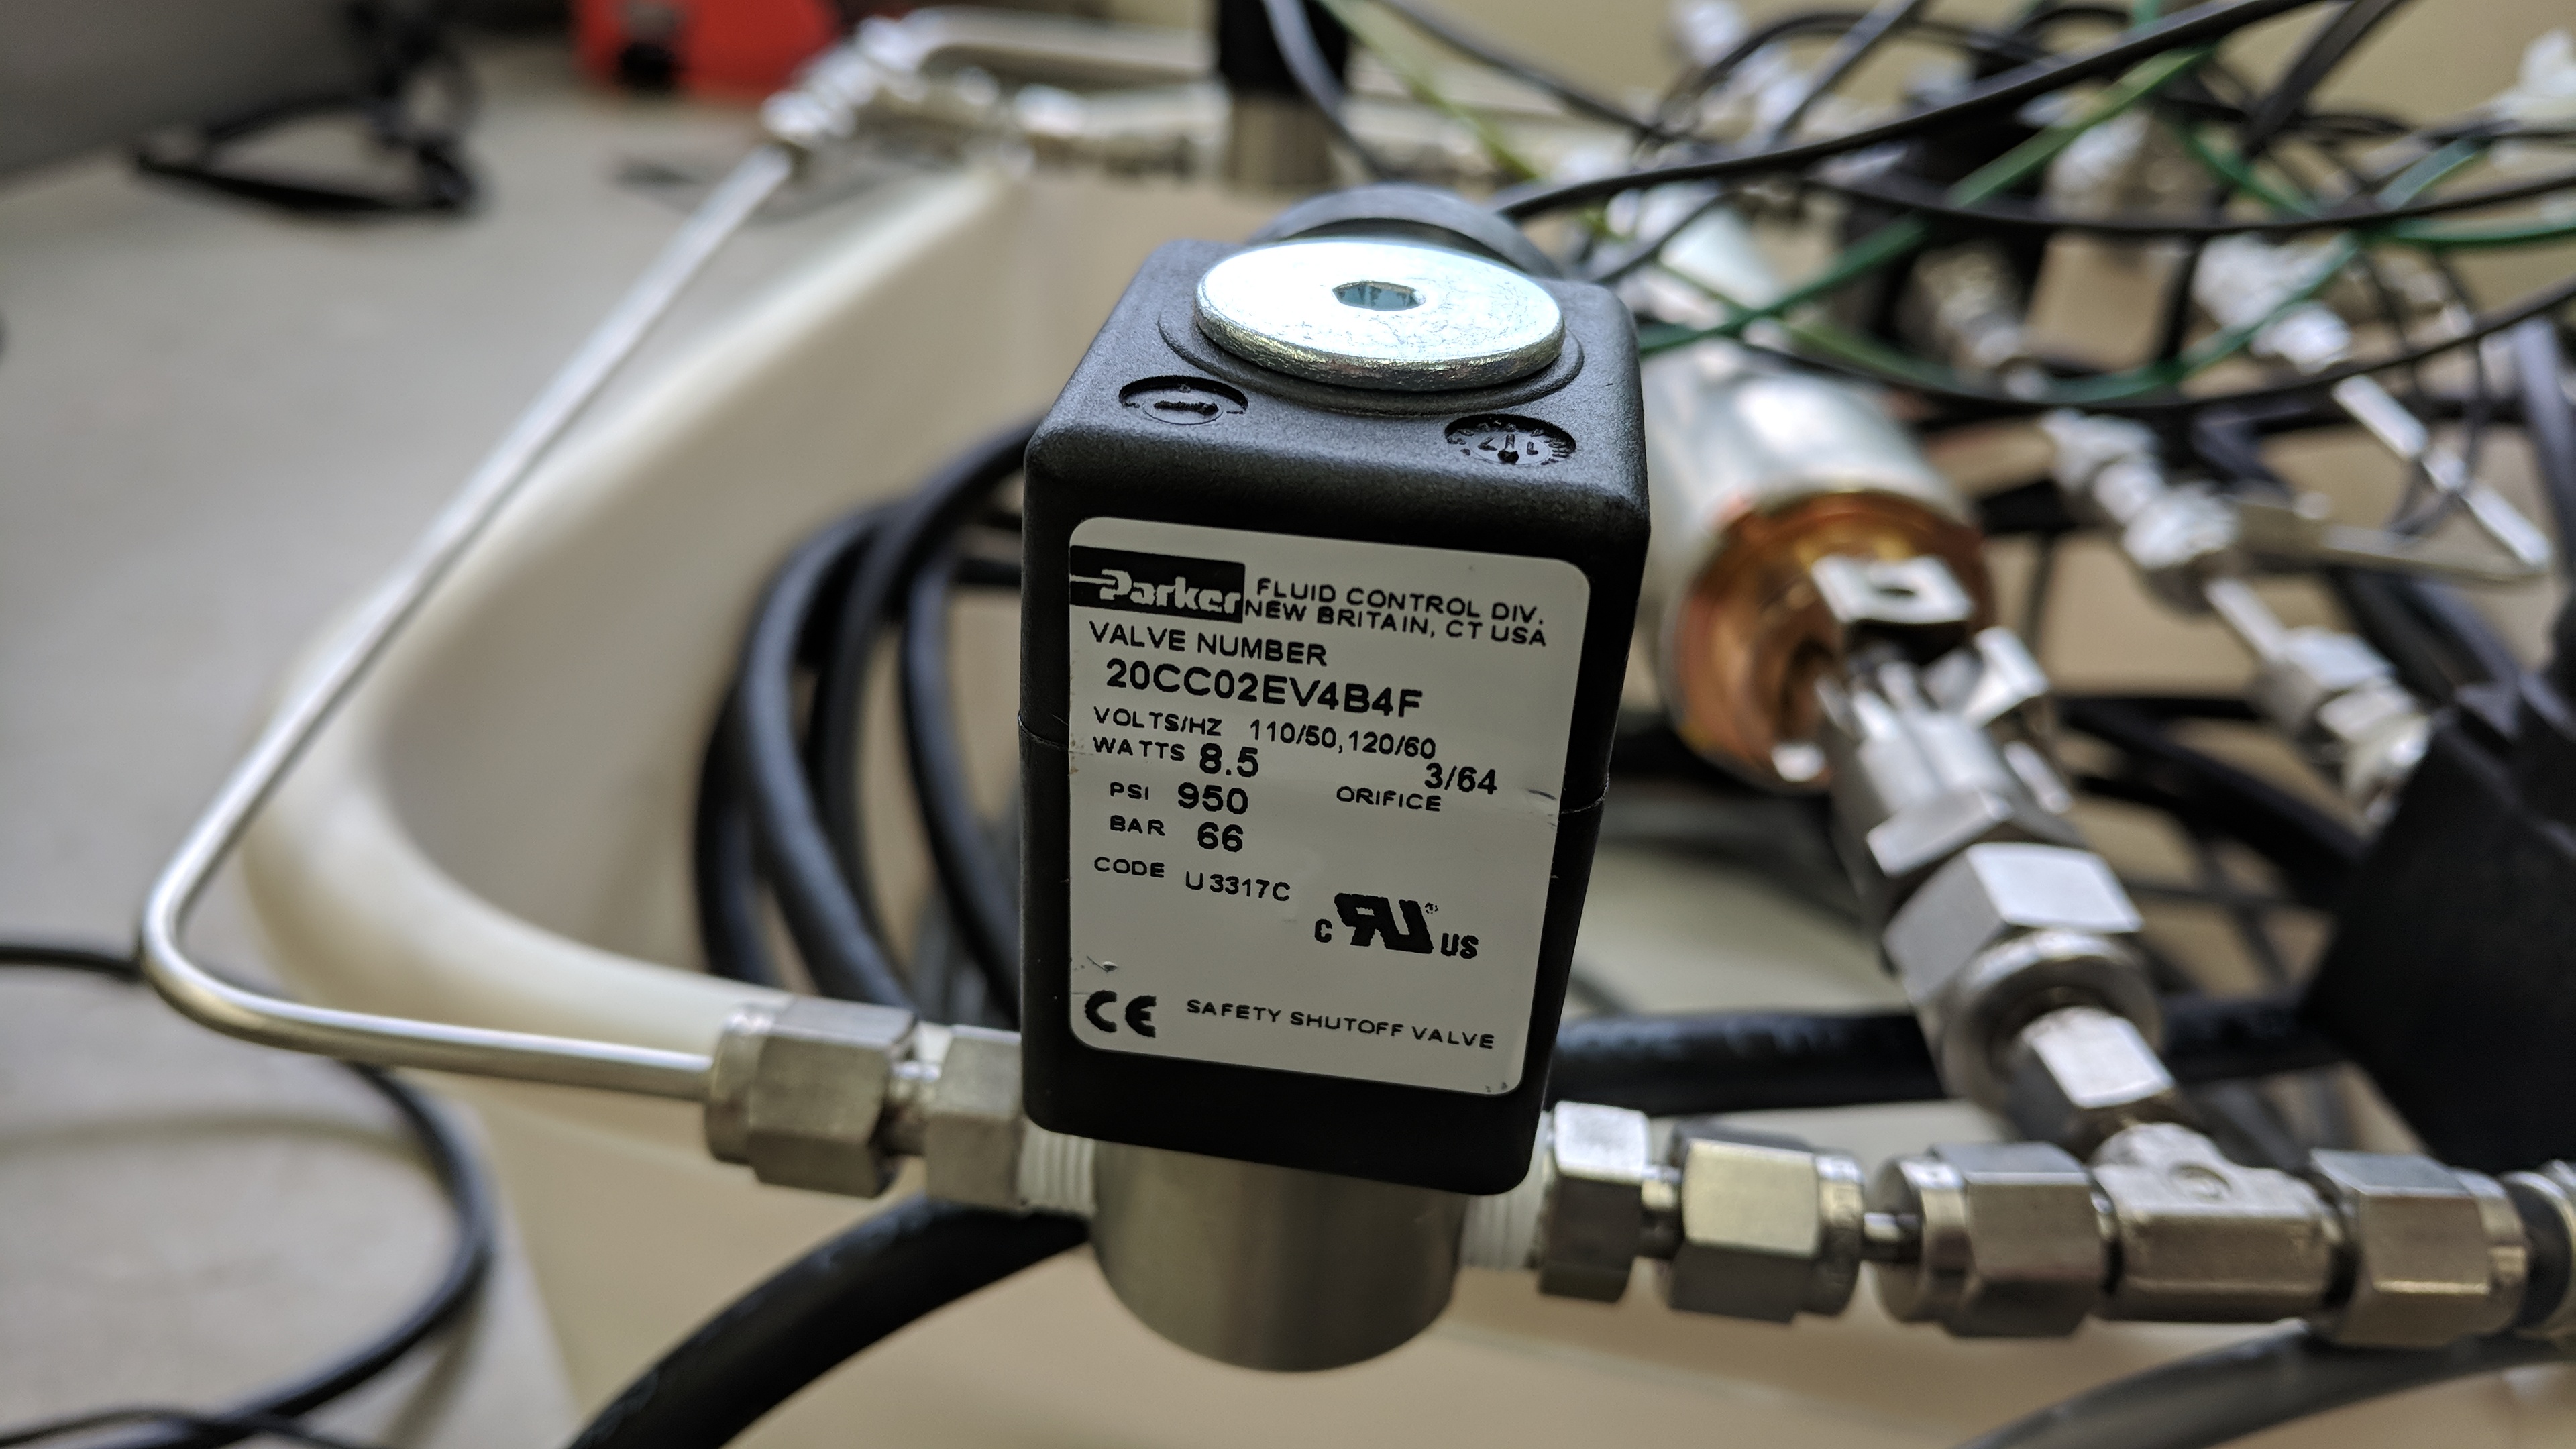 Parker FLUID CONTROL DIV.
NEW BRITAIN, CT USA
VALVE NUMBER
20CC02EV4B4F
VOLTS/HZ 110/50,120/60
WATTS 8.5
3/64
PSI 950 ORIFICE
BAR 66
CODE U3317C
c RU ® US
CE SAFETY SHUTOFF VALVE